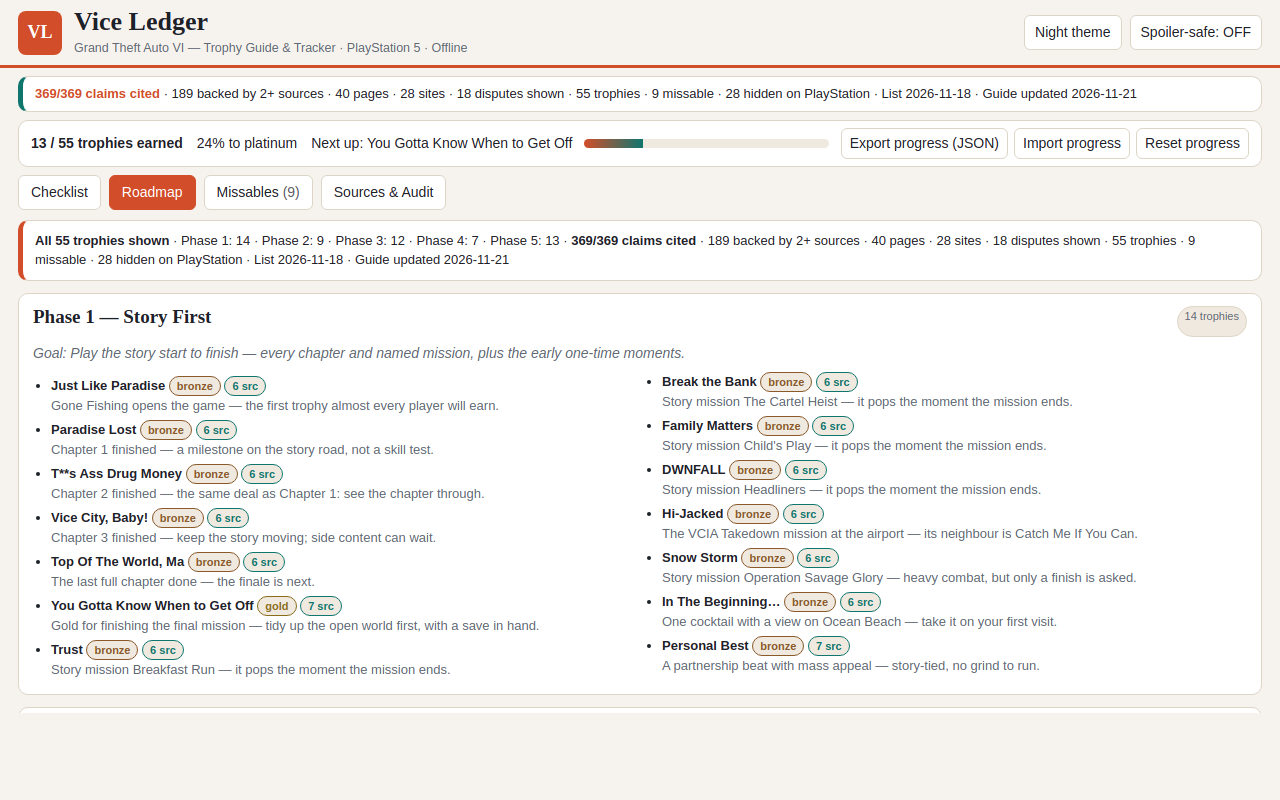 VL
Vice Ledger
Grand Theft Auto VI — Trophy Guide & Tracker · PlayStation 5 · Offline
Night theme
Spoiler-safe: OFF
369/369 claims cited · 189 backed by 2+ sources · 40 pages · 28 sites · 18 disputes shown · 55 trophies · 9 missable · 28 hidden on PlayStation · List 2026-11-18 · Guide updated 2026-11-21
13 / 55 trophies earned
24% to platinum
Next up: You Gotta Know When to Get Off
Export progress (JSON)
Import progress
Reset progress
Checklist
Roadmap
Missables (9)
Sources & Audit
All 55 trophies shown · Phase 1: 14 · Phase 2: 9 · Phase 3: 12 · Phase 4: 7 · Phase 5: 13 · 369/369 claims cited · 189 backed by 2+ sources · 40 pages · 28 sites · 18 disputes shown · 55 trophies · 9
missable · 28 hidden on PlayStation · List 2026-11-18 · Guide updated 2026-11-21
Phase 1 — Story First
14 trophies
Goal: Play the story start to finish — every chapter and named mission, plus the early one-time moments.
Just Like Paradise bronze 6 src
Gone Fishing opens the game — the first trophy almost every player will earn.
Paradise Lost bronze 6 src
Chapter 1 finished — a milestone on the story road, not a skill test.
T**s Ass Drug Money bronze 6 src
Chapter 2 finished — the same deal as Chapter 1: see the chapter through.
Vice City, Baby! bronze 6 src
Chapter 3 finished — keep the story moving; side content can wait.
Top Of The World, Ma bronze 6 src
The last full chapter done — the finale is next.
You Gotta Know When to Get Off gold 7 src
Gold for finishing the final mission — tidy up the open world first, with a save in hand.
Trust bronze 6 src
Story mission Breakfast Run — it pops the moment the mission ends.
Break the Bank bronze 6 src
Story mission The Cartel Heist — it pops the moment the mission ends.
Family Matters bronze 6 src
Story mission Child's Play — it pops the moment the mission ends.
DWNFALL bronze 6 src
Story mission Headliners — it pops the moment the mission ends.
Hi-Jacked bronze 6 src
The VCIA Takedown mission at the airport — its neighbour is Catch Me If You Can.
Snow Storm bronze 6 src
Story mission Operation Savage Glory — heavy combat, but only a finish is asked.
In The Beginning… bronze 6 src
One cocktail with a view on Ocean Beach — take it on your first visit.
Personal Best bronze 7 src
A partnership beat with mass appeal — story-tied, no grind to run.